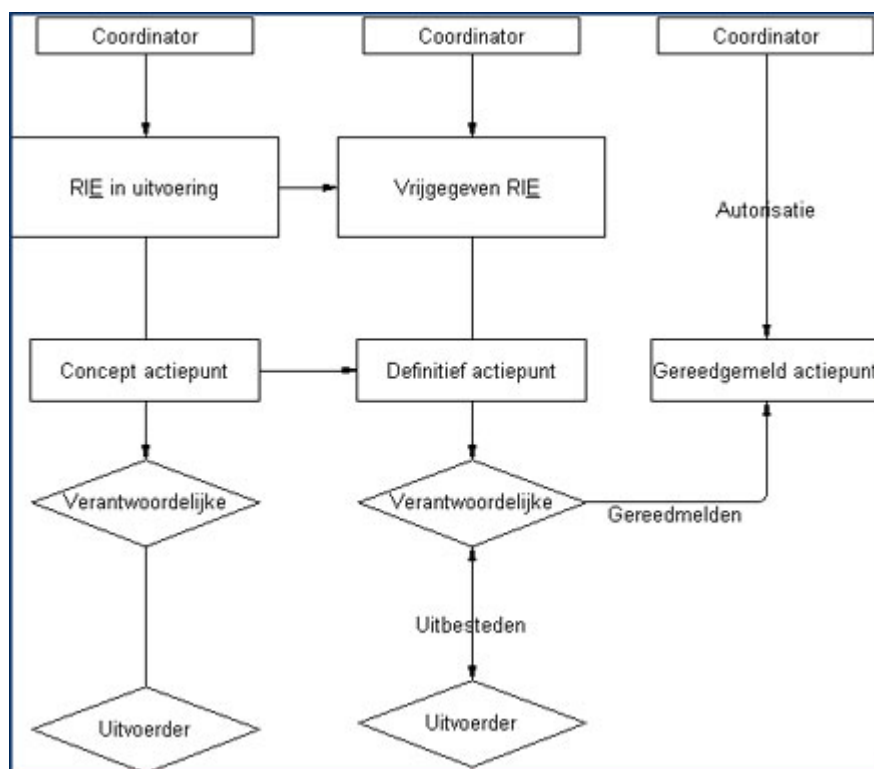 Coordinator
Coordinator
Coordinator
RIE in uitvoering
Vrijgegeven RIE
Autorisatie
Concept actiepunt
Definitief actiepunt
Gereedgemeld actiepunt
Verantwoordelijke
Verantwoordelijke
Gereedmelden
Uitbesteden
Uitvoerder
Uitvoerder